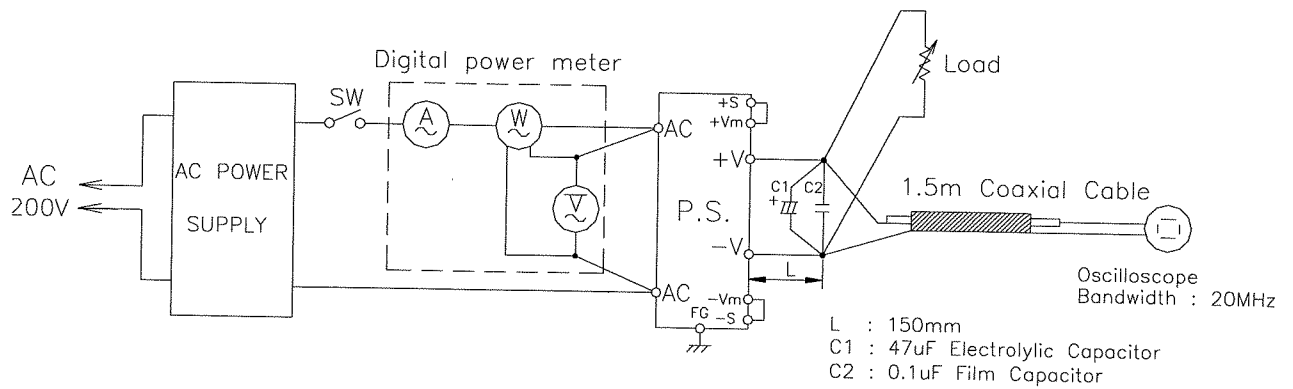 Digital power meter
Load
SW
A
W
+S
+Vm
AC
+V
AC POWER
SUPPLY
AC
200V
V
C1
C2
+
P.S.
1.5m Coaxial Cable
-V
L
AC
-Vm
FG
-S
Oscilloscope
Bandwidth : 20MHz
L : 150mm
C1 : 47uF Electrolylic Capacitor
C2 : 0.1uF Film Capacitor